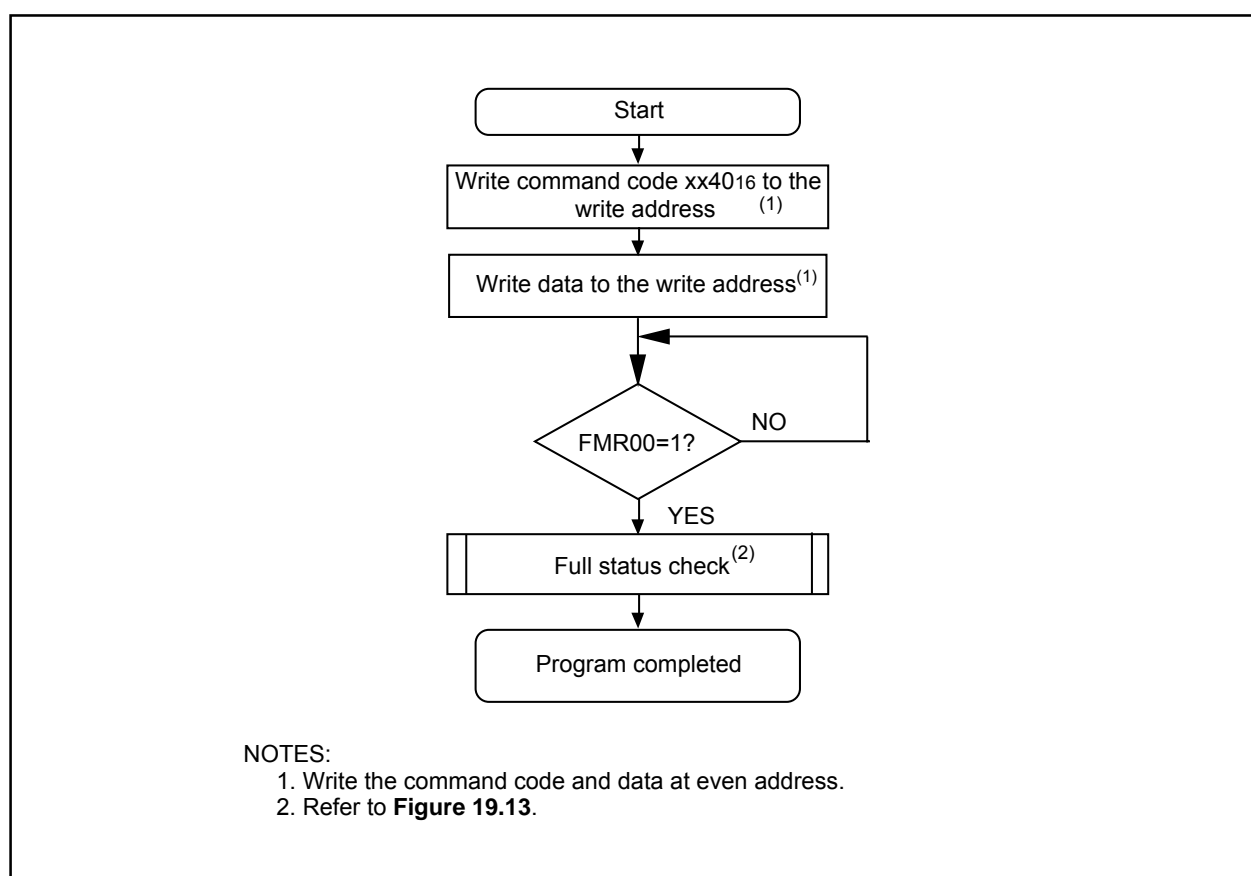 Start
Write command code xx4016 to the
write address (1)
Write data to the write address(1)
NO
FMR00=1?
YES
Full status check(2)
Program completed
NOTES:
1. Write the command code and data at even address.
2. Refer to Figure 19.13.